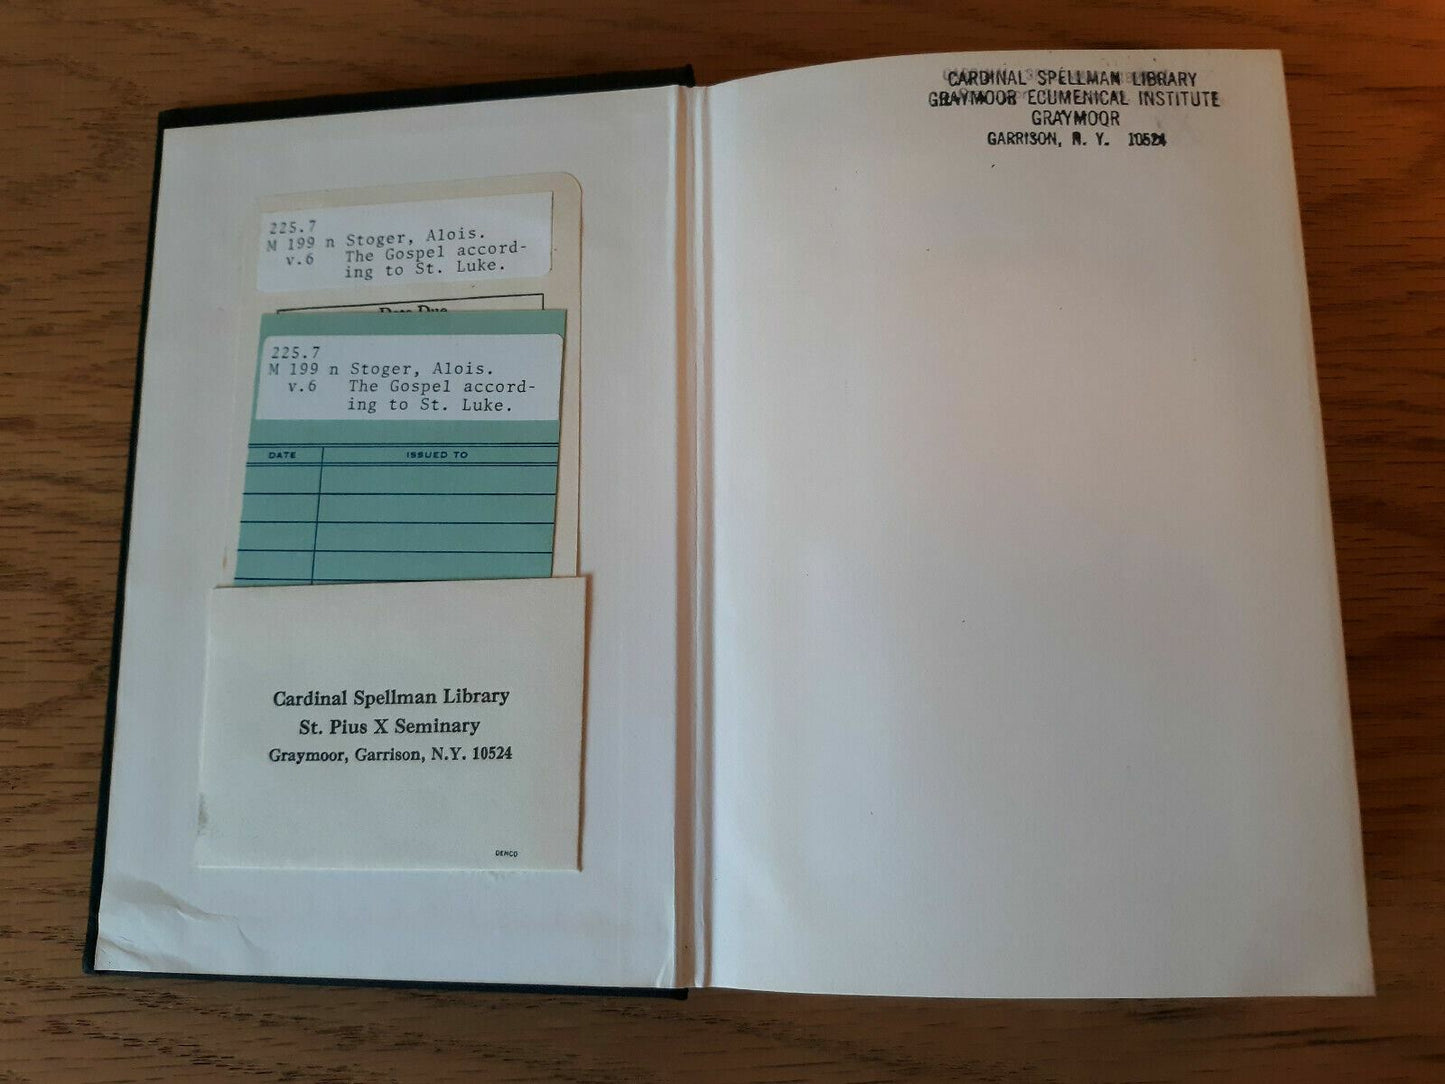 225.7
M 199 n Stoger, Alois.
v.6 The Gospel accord-
ing to St. Luke.
Date Due
225.7
M 199 n Stoger, Alois.
v.6 The Gospel accord-
ing to St. Luke.
DATE ISSUED TO
Cardinal Spellman Library
St. Pius X Seminary
Graymoor, Garrison, N.Y. 10524
DEMCO
CARDINAL SPELLMAN LIBRARY
GRAYMOOR ECUMENICAL INSTITUTE
GRAYMOOR
GARRISON, N. Y. 10524